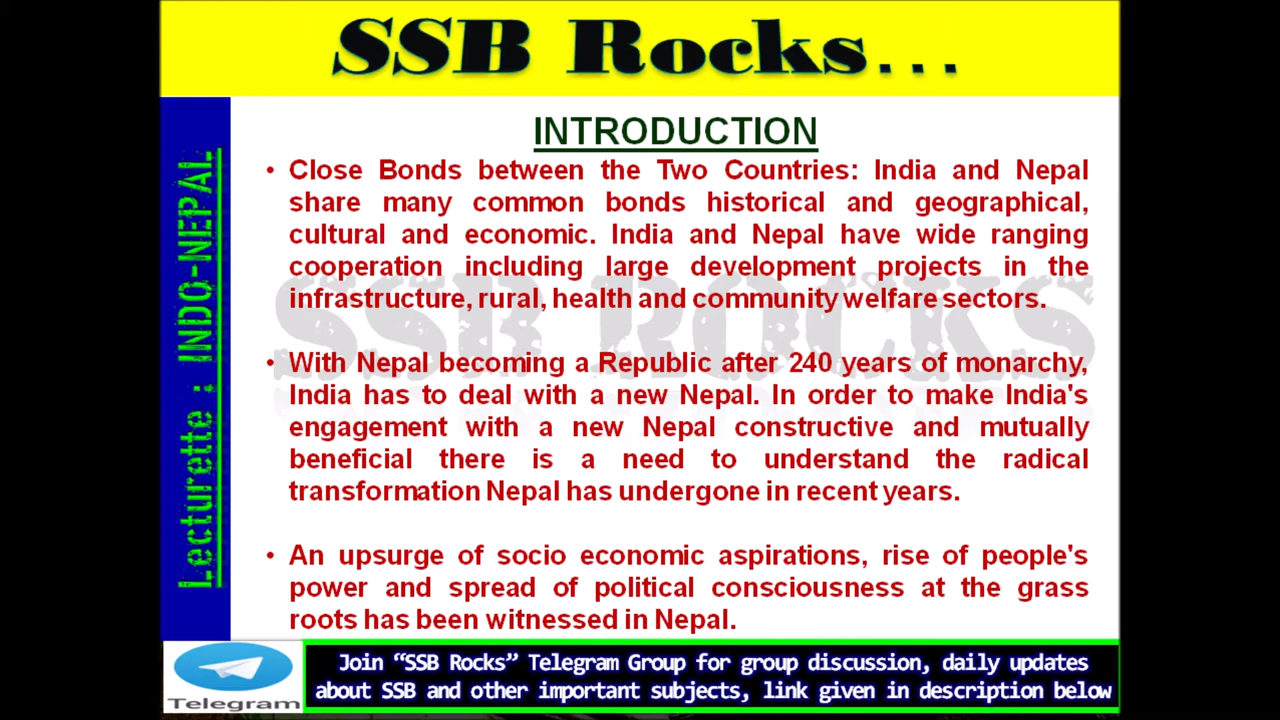 SSB Rocks...
Lecturette : INDO-NEPAL
INTRODUCTION
• Close Bonds between the Two Countries: India and Nepal
share many common bonds historical and geographical,
cultural and economic. India and Nepal have wide ranging
cooperation including large development projects in the
infrastructure, rural, health and community welfare sectors.
• With Nepal becoming a Republic after 240 years of monarchy,
India has to deal with a new Nepal. In order to make India's
engagement with a new Nepal constructive and mutually
beneficial there is a need to understand the radical
transformation Nepal has undergone in recent years.
• An upsurge of socio economic aspirations, rise of people's
power and spread of political consciousness at the grass
roots has been witnessed in Nepal.
SSB ROCKS
Telegram
Join “SSB Rocks” Telegram Group for group discussion, daily updates
about SSB and other important subjects, link given in description below